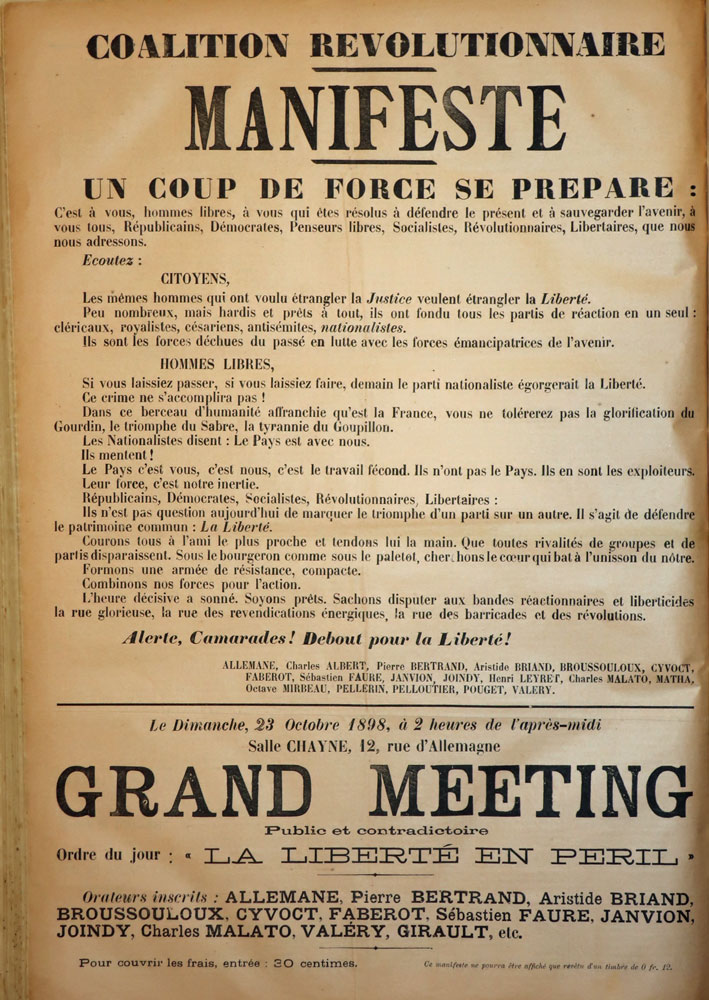 COALITION REVOLUTIONNAIRE
MANIFESTE
UN COUP DE FORCE SE PREPARE :
C'est à vous, hommes libres, à vous qui êtes résolus à défendre le présent et à sauvegarder l'avenir, à
vous tous, Républicains, Démocrates, Penseurs libres, Socialistes, Révolutionnaires, Libertaires, que nous
nous adressons.
Ecoutez :
CITOYENS,
Les mêmes hommes qui ont voulu étrangler la Justice veulent étrangler la Liberté.
Peu nombreux, mais hardis et prêts à tout, ils ont fondu tous les partis de réaction en un seul :
cléricaux, royalistes, césariens, antisémites, nationalistes.
Ils sont les forces déchues du passé en lutte avec les forces émancipatrices de l'avenir.
HOMMES LIBRES,
Si vous laissiez passer, si vous laissiez faire, demain le parti nationaliste égorgerait la Liberté.
Ce crime ne s'accomplira pas !
Dans ce berceau d'humanité affranchie qu'est la France, vous ne tolérerez pas la glorification du
Gourdin, le triomphe du Sabre, la tyrannie du Goupillon.
Les Nationalistes disent : Le Pays est avec nous.
Ils mentent !
Le Pays c'est vous, c'est nous, c'est le travail fécond. Ils n'ont pas le Pays. Ils en sont les exploiteurs.
Leur force, c'est notre inertie.
Républicains, Démocrates, Socialistes, Révolutionnaires, Libertaires :
Ils n'est pas question aujourd'hui de marquer le triomphe d'un parti sur un autre. Il s'agit de défendre
le patrimoine commun : La Liberté.
Courons tous à l'ami le plus proche et tendons lui la main. Que toutes rivalités de groupes et de
partis disparaissent. Sous le bourgeron comme sous le paletot, cherchons le cœur qui bat à l'unisson du nôtre.
Formons une armée de résistance, compacte.
Combinons nos forces pour l'action.
L'heure décisive a sonné. Soyons prêts. Sachons disputer aux bandes réactionnaires et liberticides
la rue glorieuse, la rue des revendications énergiques, la rue des barricades et des révolutions.
Alerte, Camarades ! Debout pour la Liberté !
ALLEMANE, Charles ALBERT, Pierre BERTRAND, Aristide BRIAND, BROUSSOULOUX, CYVOCT,
FABEROT, Sébastien FAURE, JANVION, JOINDY, Henri LEYRET, Charles MALATO, MATHA,
Octave MIRBEAU, PELLERIN, PELLOUTIER, POUGET, VALERY.
Le Dimanche, 23 Octobre 1898, à 2 heures de l'après-midi
Salle CHAYNE, 12, rue d'Allemagne
GRAND MEETING
Public et contradictoire
Ordre du jour : « LA LIBERTÉ EN PERIL »
Orateurs inscrits : ALLEMANE, Pierre BERTRAND, Aristide BRIAND,
BROUSSOULOUX, CYVOCT, FABEROT, Sébastien FAURE, JANVION,
JOINDY, Charles MALATO, VALÉRY, GIRAULT, etc.
Pour couvrir les frais, entrée : 30 centimes.
Ce manifeste ne pourra être affiché que revêtu d'un timbre de 0 fr. 12.